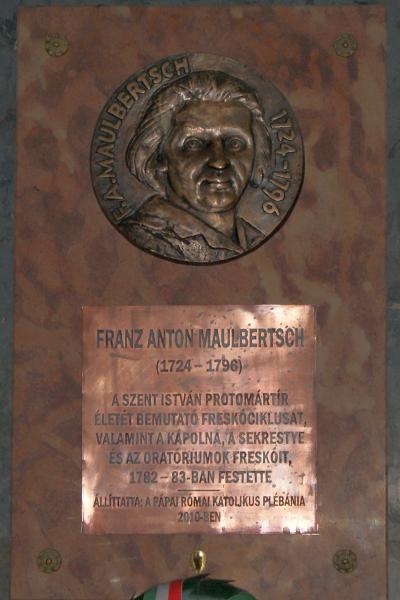 F.A. MAULBERTSCH 1724-1796
FRANZ ANTON MAULBERTSCH
(1724 – 1796)
A SZENT ISTVÁN PROTOMÁRTÍR
ÉLETÉT BEMUTATÓ FRESKÓCIKLUSÁT,
VALAMINT A KÁPOLNA, A SEKRESTYE
ÉS AZ ORATÓRIUMOK FRESKÓIT,
1782 – 83-BAN FESTETTE
ÁLLÍTTATTA: A PÁPAI RÓMAI KATOLIKUS PLÉBÁNIA
2010-BEN